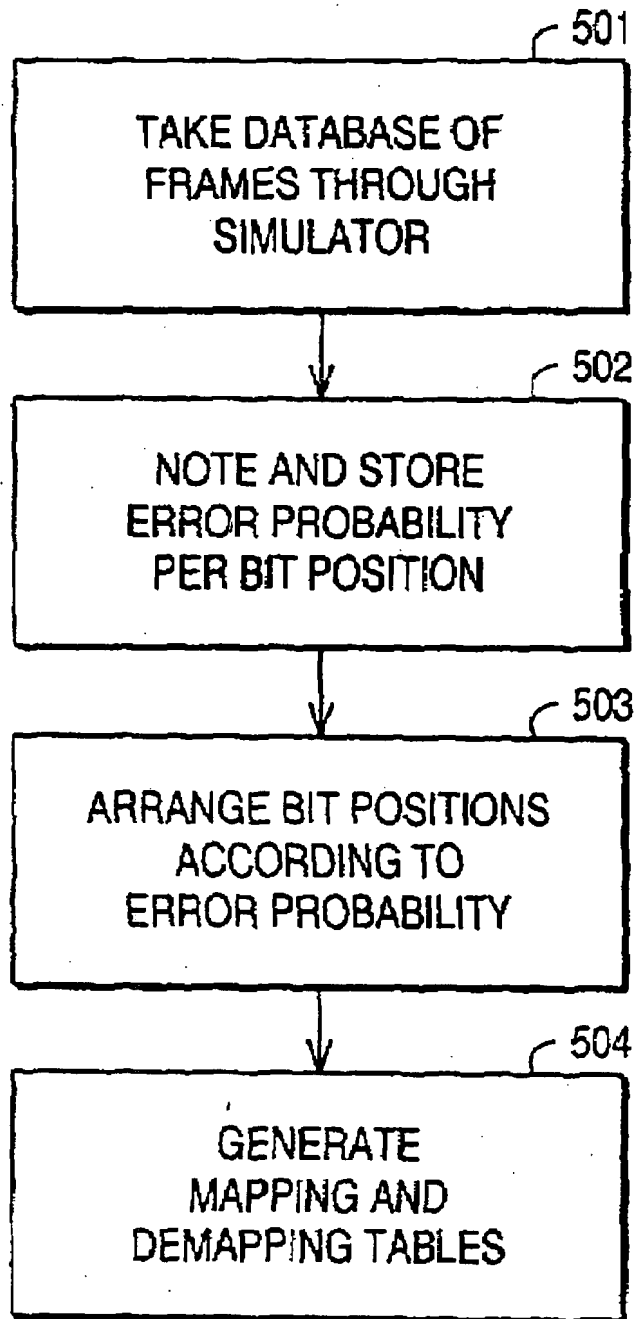 501
TAKE DATABASE OF
FRAMES THROUGH
SIMULATOR
502
NOTE AND STORE
ERROR PROBABILITY
PER BIT POSITION
503
ARRANGE BIT POSITIONS
ACCORDING TO
ERROR PROBABILITY
504
GENERATE
MAPPING AND
DEMAPPING TABLES